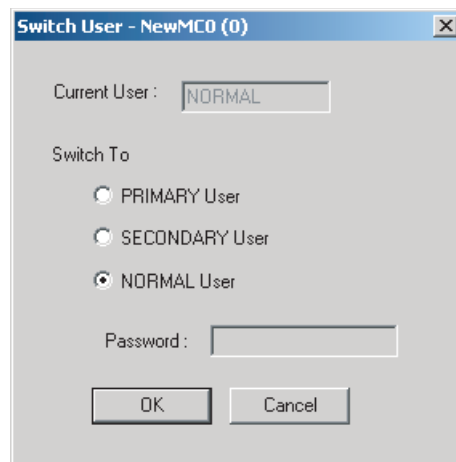 Switch User - NewMC0 (0)
Current User : NORMAL
Switch To
PRIMARY User
SECONDARY User
NORMAL User
Password :
OK Cancel